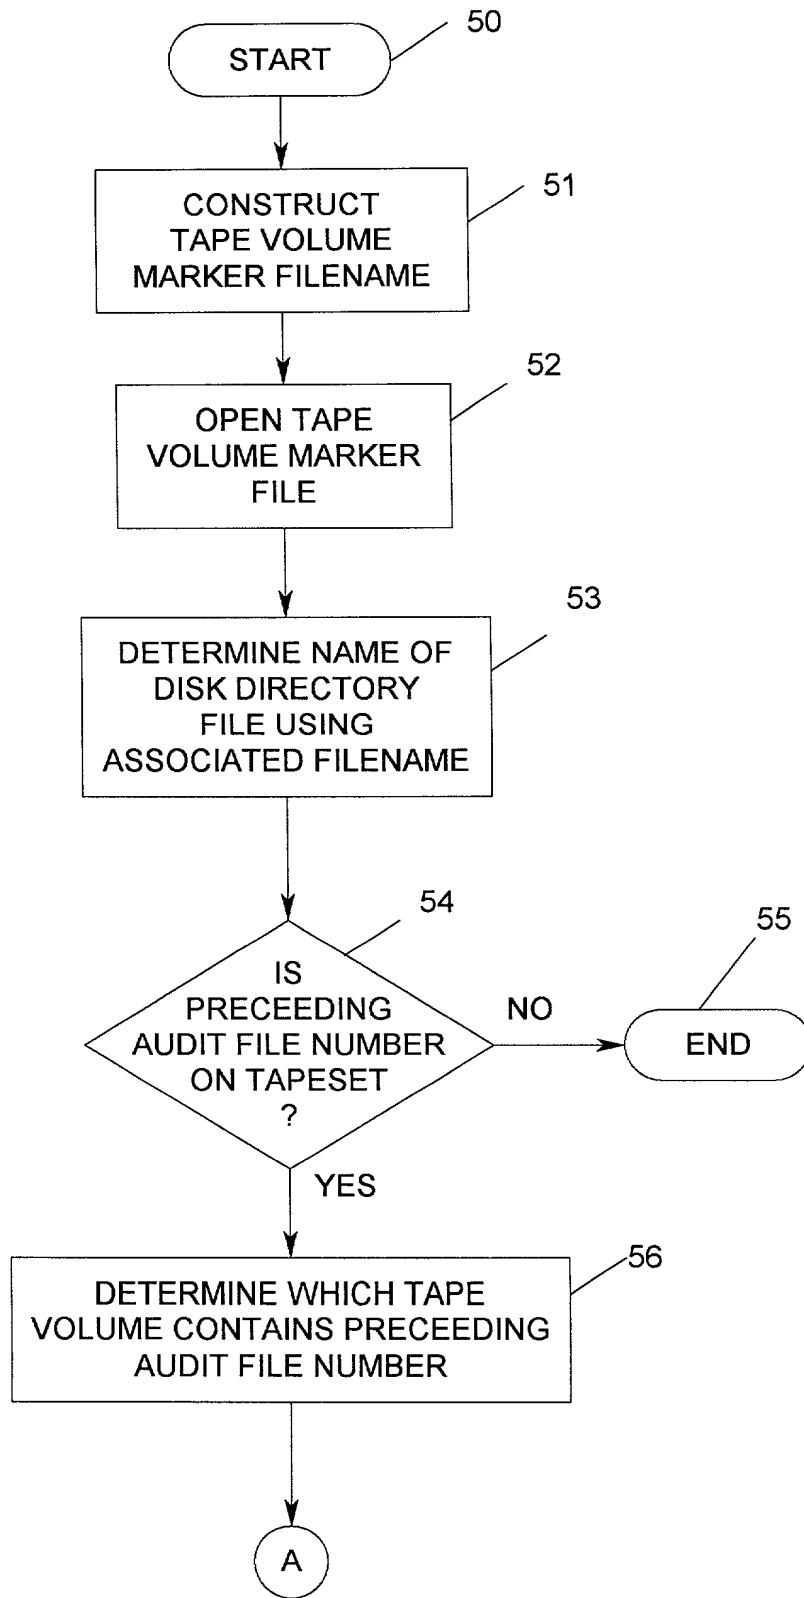 50
START
51
CONSTRUCT
TAPE VOLUME
MARKER FILENAME
52
OPEN TAPE
VOLUME MARKER
FILE
53
DETERMINE NAME OF
DISK DIRECTORY
FILE USING
ASSOCIATED FILENAME
54
IS
PRECEEDING
AUDIT FILE NUMBER
ON TAPESET
?
NO
55
END
YES
56
DETERMINE WHICH TAPE
VOLUME CONTAINS PRECEEDING
AUDIT FILE NUMBER
A